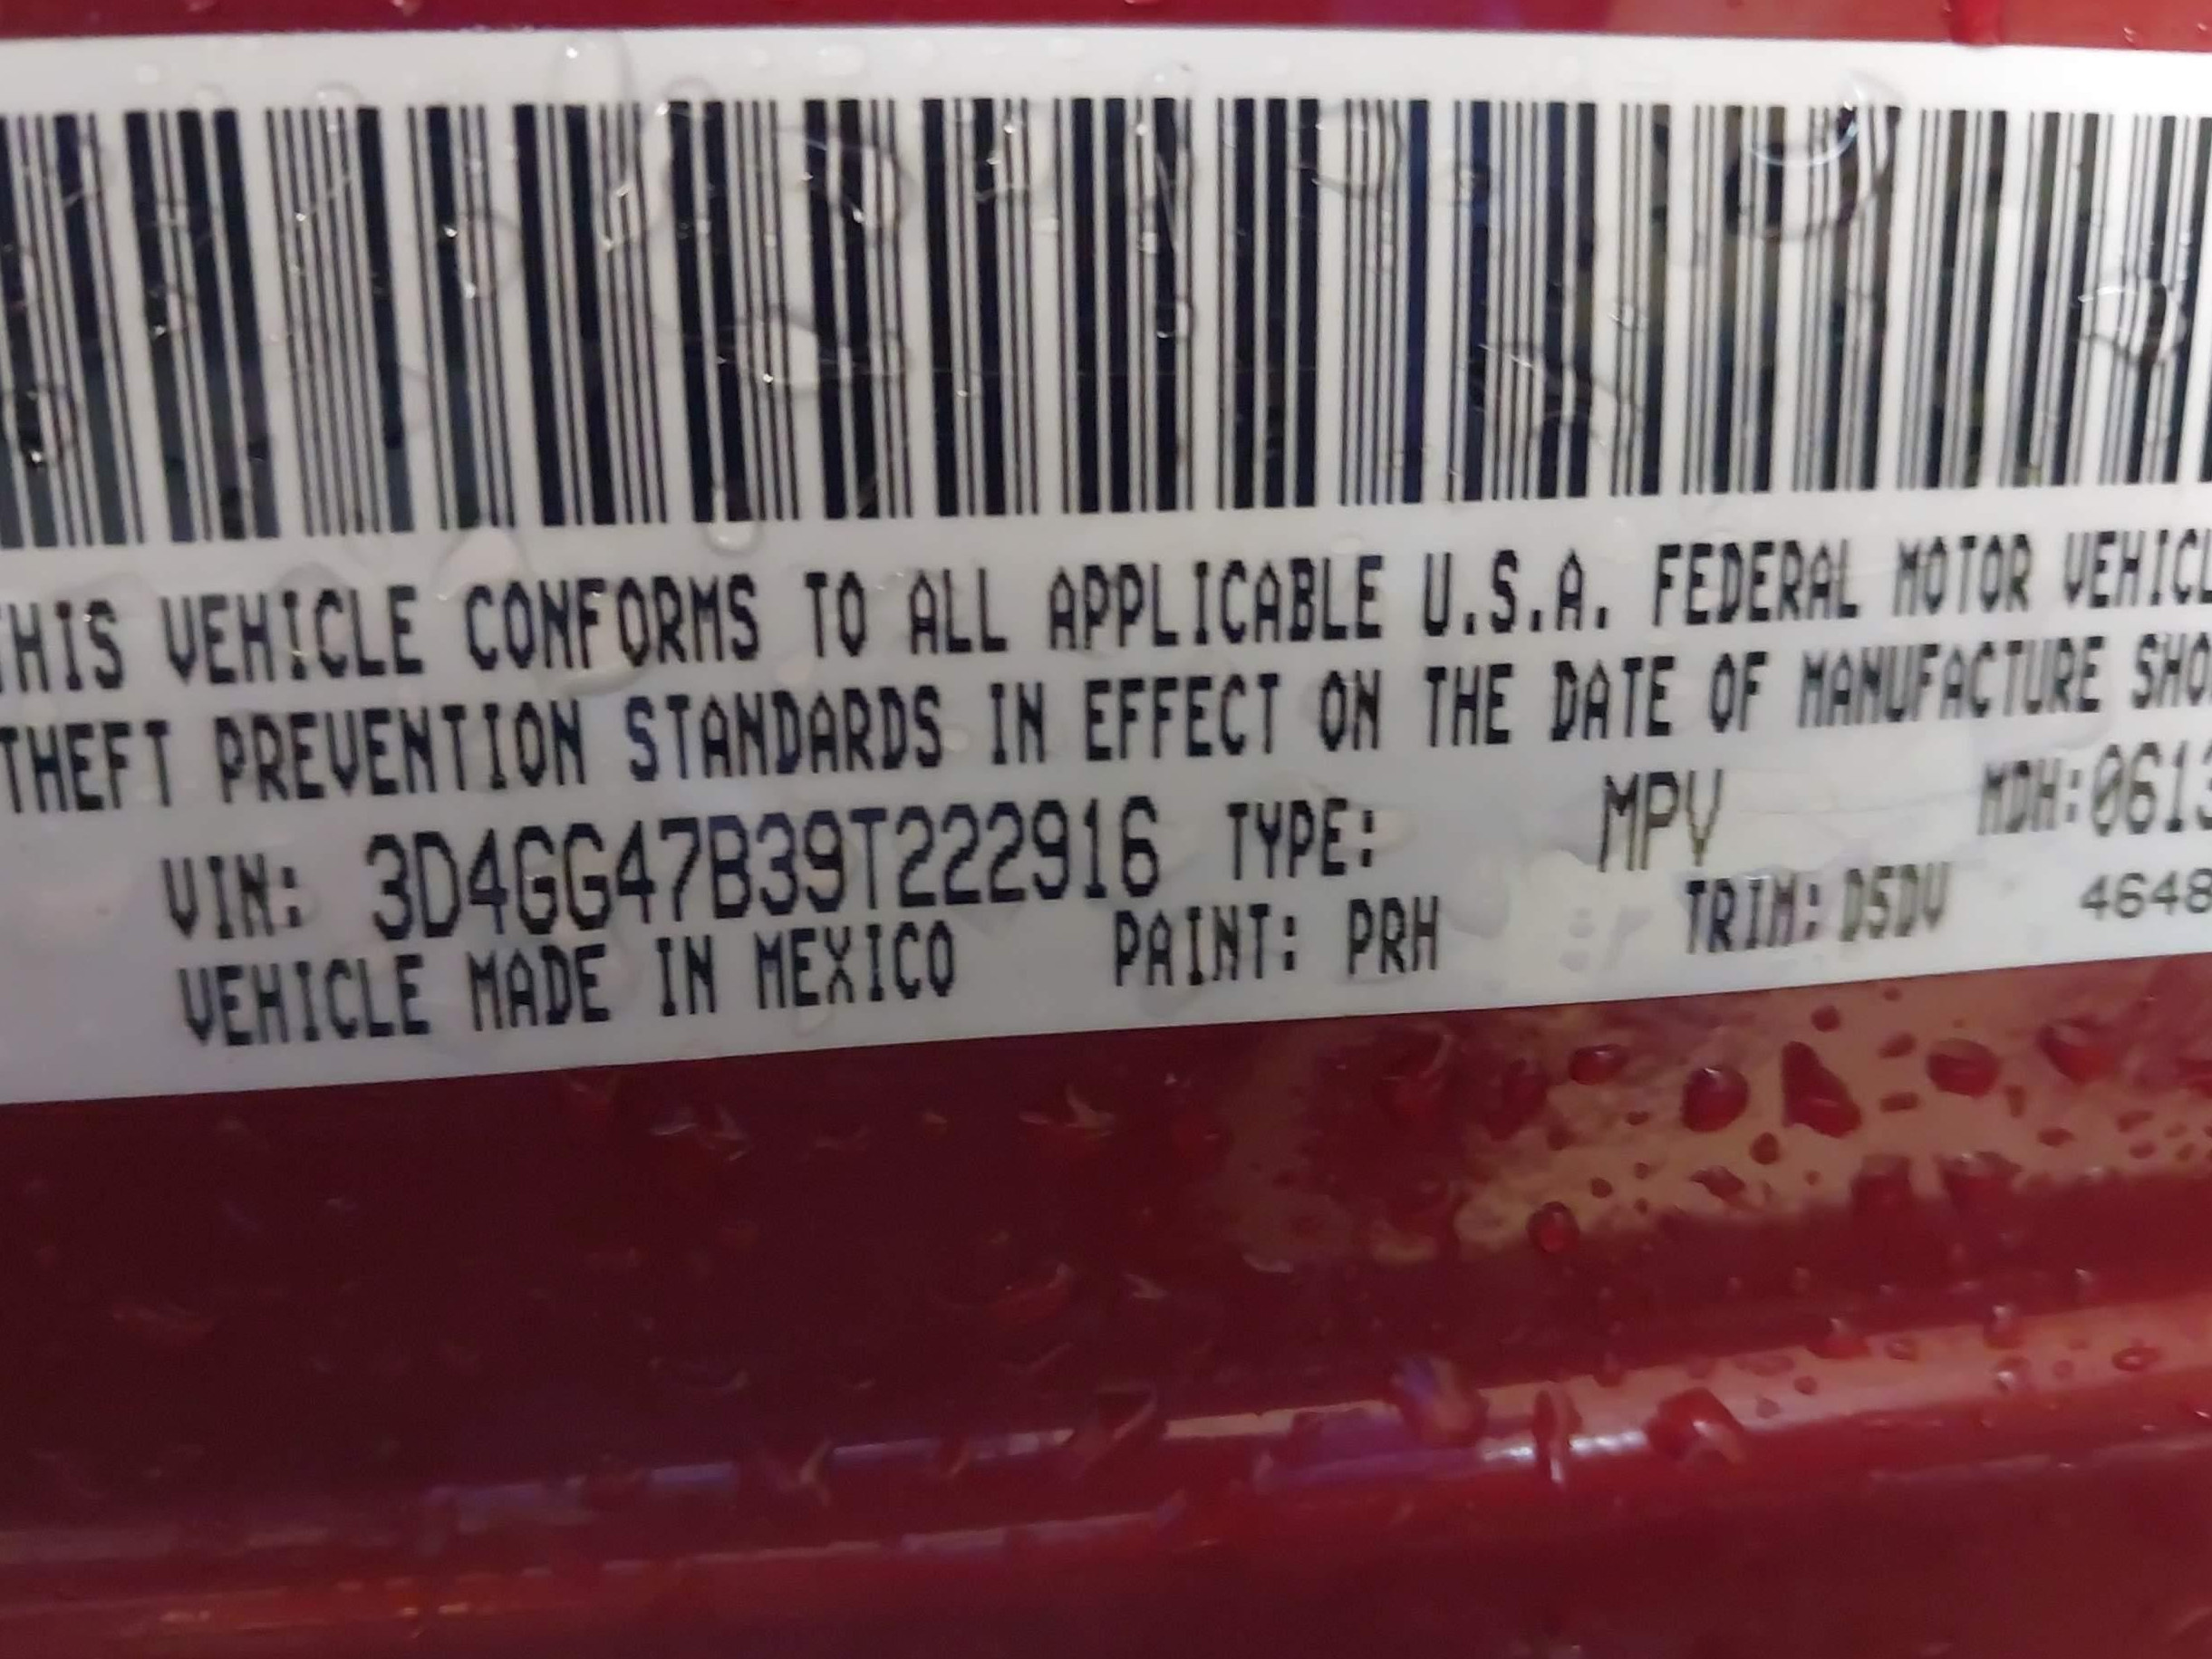 THIS VEHICLE CONFORMS TO ALL APPLICABLE U.S.A. FEDERAL MOTOR VEHICL
THEFT PREVENTION STANDARDS IN EFFECT ON THE DATE OF MANUFACTURE SHO
VIN: 3D4GG47B39T222916 TYPE: MPV MDH:0613
VEHICLE MADE IN MEXICO PAINT: PRH TRIM: D5DV 4648